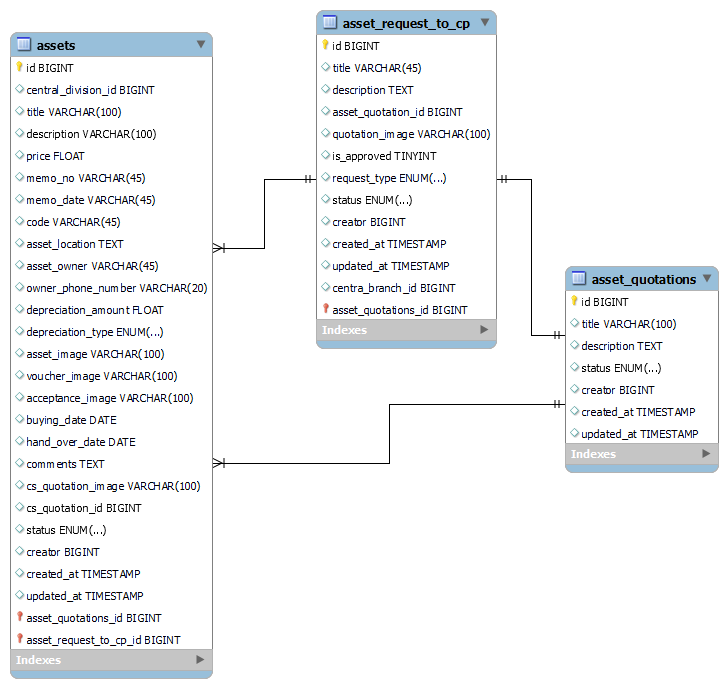 assets
id BIGINT
central_division_id BIGINT
title VARCHAR(100)
description VARCHAR(100)
price FLOAT
memo_no VARCHAR(45)
memo_date VARCHAR(45)
code VARCHAR(45)
asset_location TEXT
asset_owner VARCHAR(45)
owner_phone_number VARCHAR(20)
depreciation_amount FLOAT
depreciation_type ENUM(...)
asset_image VARCHAR(100)
voucher_image VARCHAR(100)
acceptance_image VARCHAR(100)
buying_date DATE
hand_over_date DATE
comments TEXT
cs_quotation_image VARCHAR(100)
cs_quotation_id BIGINT
status ENUM(...)
creator BIGINT
created_at TIMESTAMP
updated_at TIMESTAMP
asset_quotations_id BIGINT
asset_request_to_cp_id BIGINT
Indexes
asset_request_to_cp
id BIGINT
title VARCHAR(45)
description TEXT
asset_quotation_id BIGINT
quotation_image VARCHAR(100)
is_approved TINYINT
request_type ENUM(...)
status ENUM(...)
creator BIGINT
created_at TIMESTAMP
updated_at TIMESTAMP
centra_branch_id BIGINT
asset_quotations_id BIGINT
Indexes
asset_quotations
id BIGINT
title VARCHAR(100)
description TEXT
status ENUM(...)
creator BIGINT
created_at TIMESTAMP
updated_at TIMESTAMP
Indexes